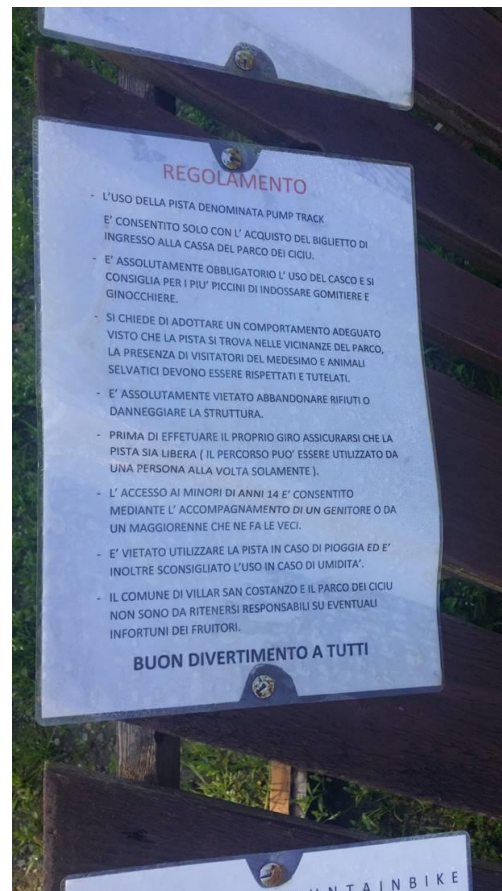 REGOLAMENTO
- L'USO DELLA PISTA DENOMINATA PUMP TRACK
E' CONSENTITO SOLO CON L' ACQUISTO DEL BIGLIETTO DI
INGRESSO ALLA CASSA DEL PARCO DEI CICIU.
- E' ASSOLUTAMENTE OBBLIGATORIO L' USO DEL CASCO E SI
CONSIGLIA PER I PIU' PICCINI DI INDOSSARE GOMITIERE E
GINOCCHIERE.
- SI CHIEDE DI ADOTTARE UN COMPORTAMENTO ADEGUATO
VISTO CHE LA PISTA SI TROVA NELLE VICINANZE DEL PARCO,
LA PRESENZA DI VISITATORI DEL MEDESIMO E ANIMALI
SELVATICI DEVONO ESSERE RISPETTATI E TUTELATI.
- E' ASSOLUTAMENTE VIETATO ABBANDONARE RIFIUTI O
DANNEGGIARE LA STRUTTURA.
- PRIMA DI EFFETUARE IL PROPRIO GIRO ASSICURARSI CHE LA
PISTA SIA LIBERA ( IL PERCORSO PUO' ESSERE UTILIZZATO DA
UNA PERSONA ALLA VOLTA SOLAMENTE ).
- L' ACCESSO AI MINORI DI ANNI 14 E' CONSENTITO
MEDIANTE L' ACCOMPAGNAMENTO DI UN GENITORE O DA
UN MAGGIORENNE CHE NE FA LE VECI.
- E' VIETATO UTILIZZARE LA PISTA IN CASO DI PIOGGIA ED E'
INOLTRE SCONSIGLIATO L'USO IN CASO DI UMIDITA'.
- IL COMUNE DI VILLAR SAN COSTANZO E IL PARCO DEI CICIU
NON SONO DA RITENERSI RESPONSABILI SU EVENTUALI
INFORTUNI DEI FRUITORI.
BUON DIVERTIMENTO A TUTTI
UNTAINBIKE